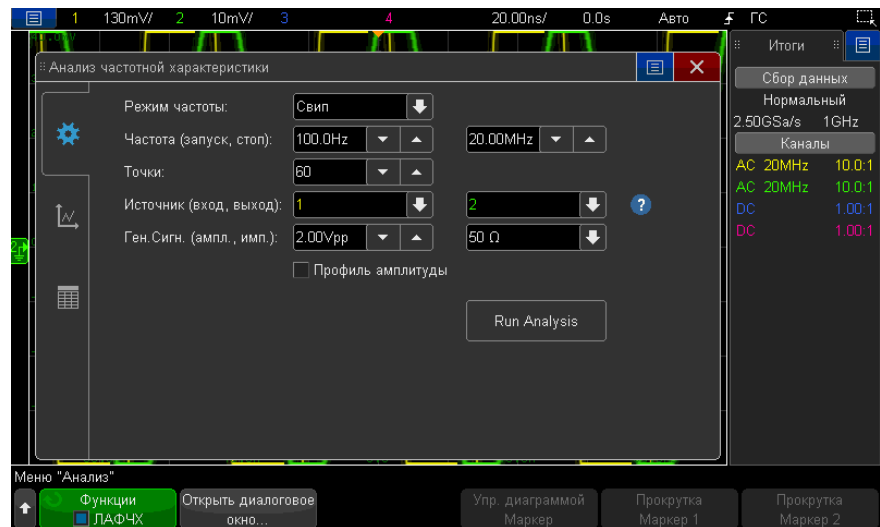 1 130mV/ 2 10mV/ 3 4 20.00ns/ 0.0s Авто ГС
Итоги
Анализ частотной характеристики
Сбор данных
Режим частоты: Свип
Нормальный
Частота (запуск, стоп): 100.0Hz 20.00MHz
2.50GSa/s 1GHz
Каналы
Точки: 60
AC 20MHz 10.0:1
AC 20MHz 10.0:1
Источник (вход, выход): 1 2 ?
DC 1.00:1
Ген.Сигн. (ампл., имп.): 2.00Vpp 50 Ω
DC 1.00:1
Профиль амплитуды
Run Analysis
Меню "Анализ"
Функции
ЛАФЧХ
Открыть диалоговое
окно...
Упр. диаграммой
Маркер
Прокрутка
Маркер 1
Прокрутка
Маркер 2